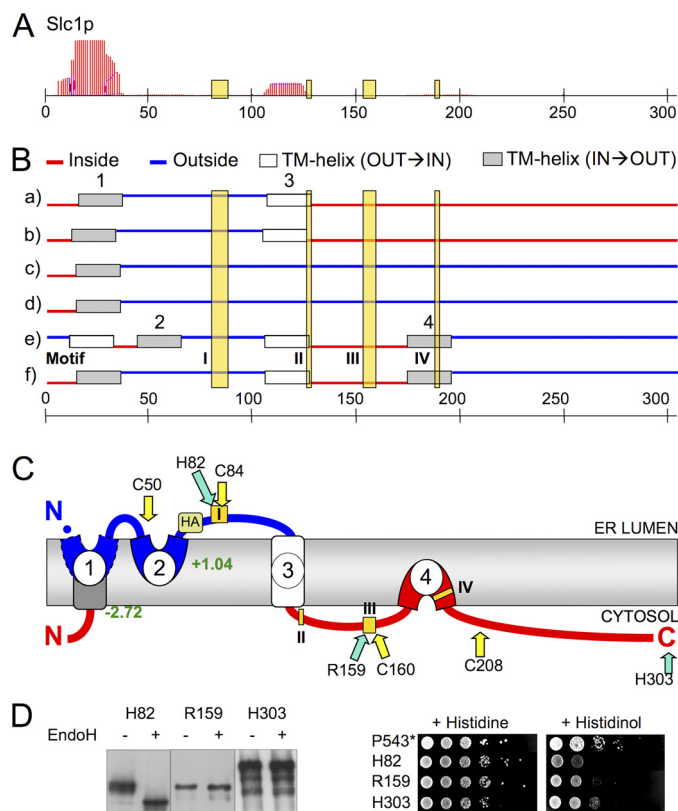 A
Slc1p
0 50 100 150 200 250 300
B
Inside Outside TM-helix (OUT→IN) TM-helix (IN→OUT)
1 3
a)
b)
c)
d)
2 4
e)
Motif I II III IV
f)
0 50 100 150 200 250 300
C
H82 C84
C50
N HA I
ER LUMEN
1 2 +1.04 3 4 IV
-2.72 III CYTOSOL
N II C
R159 C160 C208 H303
D
H82 R159 H303
EndoH - + - + - +
+ Histidine + Histidinol
P543*
H82
R159
H303